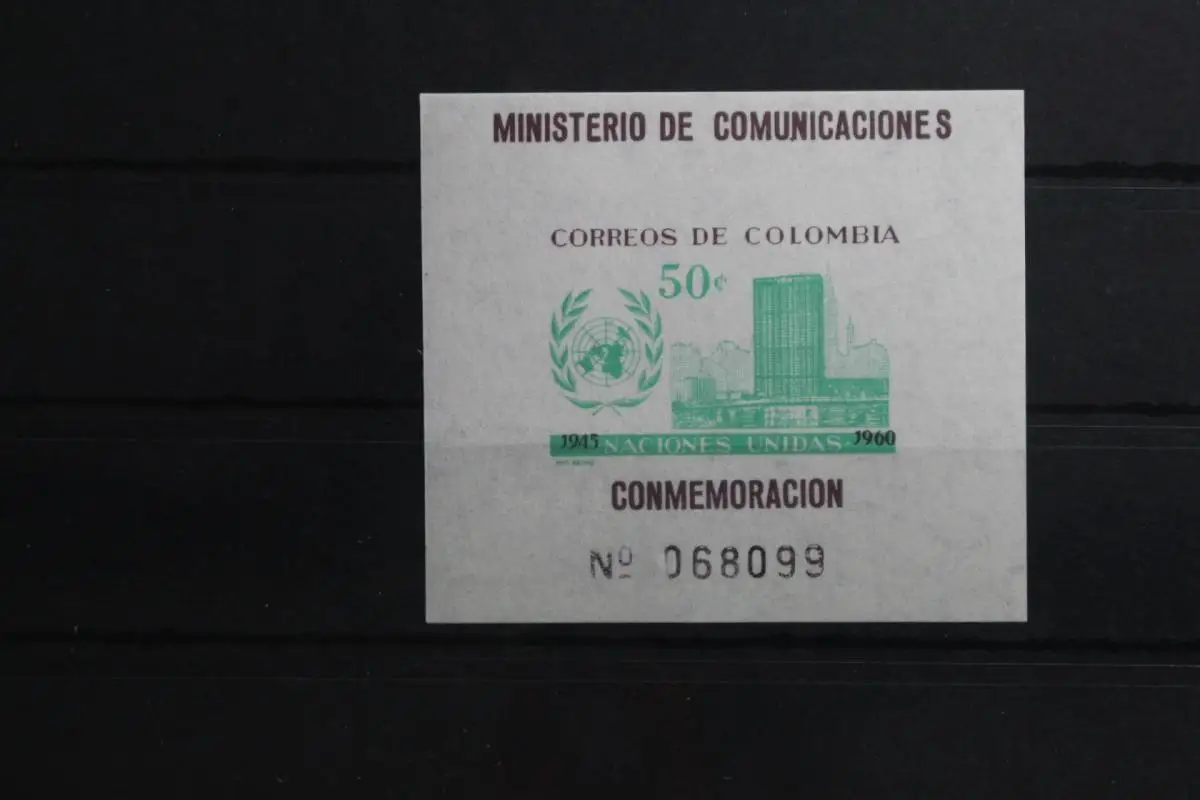 MINISTERIO DE COMUNICACIONES
CORREOS DE COLOMBIA
50¢
1945 NACIONES UNIDAS 1960
CONMEMORACION
Nº 068099